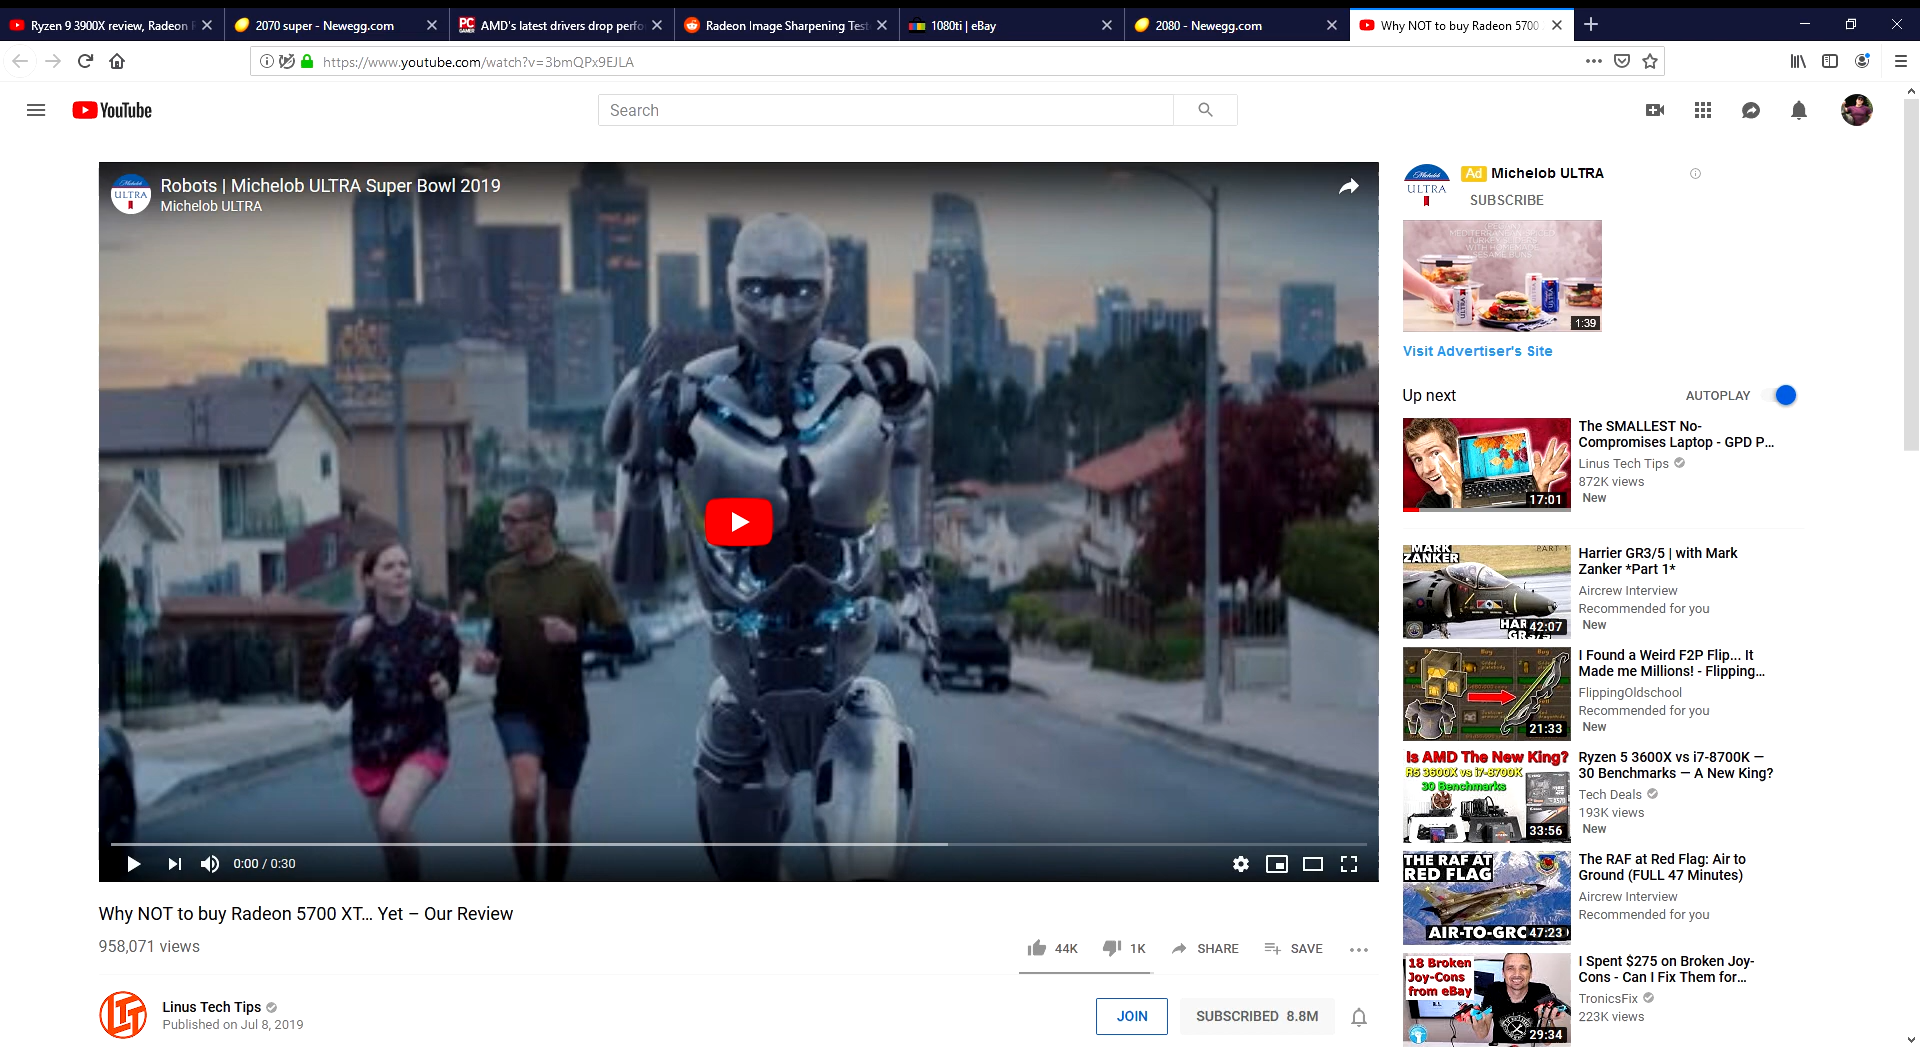 Ryzen 9 3900X review, Radeon
2070 super - Newegg.com
AMD's latest drivers drop perfo
Radeon Image Sharpening Test
1080ti | eBay
2080 - Newegg.com
Why NOT to buy Radeon 5700
https://www.youtube.com/watch?v=3bmQPx9EJLA
YouTube
Search
Robots | Michelob ULTRA Super Bowl 2019
Michelob ULTRA
Michelob
ULTRA
0:00 / 0:30
Why NOT to buy Radeon 5700 XT... Yet – Our Review
958,071 views
44K
1K
SHARE
SAVE
LTT
Linus Tech Tips
Published on Jul 8, 2019
JOIN
SUBSCRIBED 8.8M
Michelob
ULTRA
Ad Michelob ULTRA
SUBSCRIBE
1:39
Visit Advertiser's Site
Up next
AUTOPLAY
The SMALLEST No-
Compromises Laptop - GPD P...
Linus Tech Tips
872K views
New
17:01
MARK
ZANKER
PART-1
42:07
Harrier GR3/5 | with Mark
Zanker *Part 1*
Aircrew Interview
Recommended for you
New
21:33
I Found a Weird F2P Flip... It
Made me Millions! - Flipping...
FlippingOldschool
Recommended for you
New
Is AMD The New King?
R5 3600X vs i7-8700K
30 Benchmarks
33:56
Ryzen 5 3600X vs i7-8700K —
30 Benchmarks — A New King?
Tech Deals
193K views
New
THE RAF AT
RED FLAG
AIR-TO-GRO
47:23
The RAF at Red Flag: Air to
Ground (FULL 47 Minutes)
Aircrew Interview
Recommended for you
18 Broken
Joy-Cons
from eBay
29:34
I Spent $275 on Broken Joy-
Cons - Can I Fix Them for...
TronicsFix
223K views